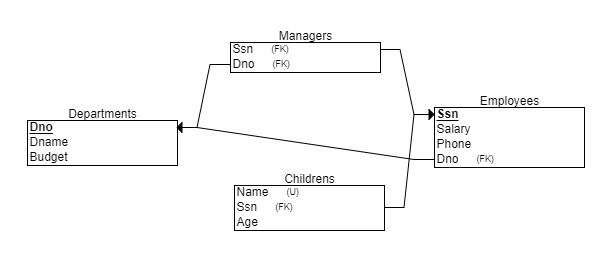 Managers
Ssn (FK)
Dno (FK)
Departments
Dno
Dname
Budget
Employees
Ssn
Salary
Phone
Dno (FK)
Childrens
Name (U)
Ssn (FK)
Age